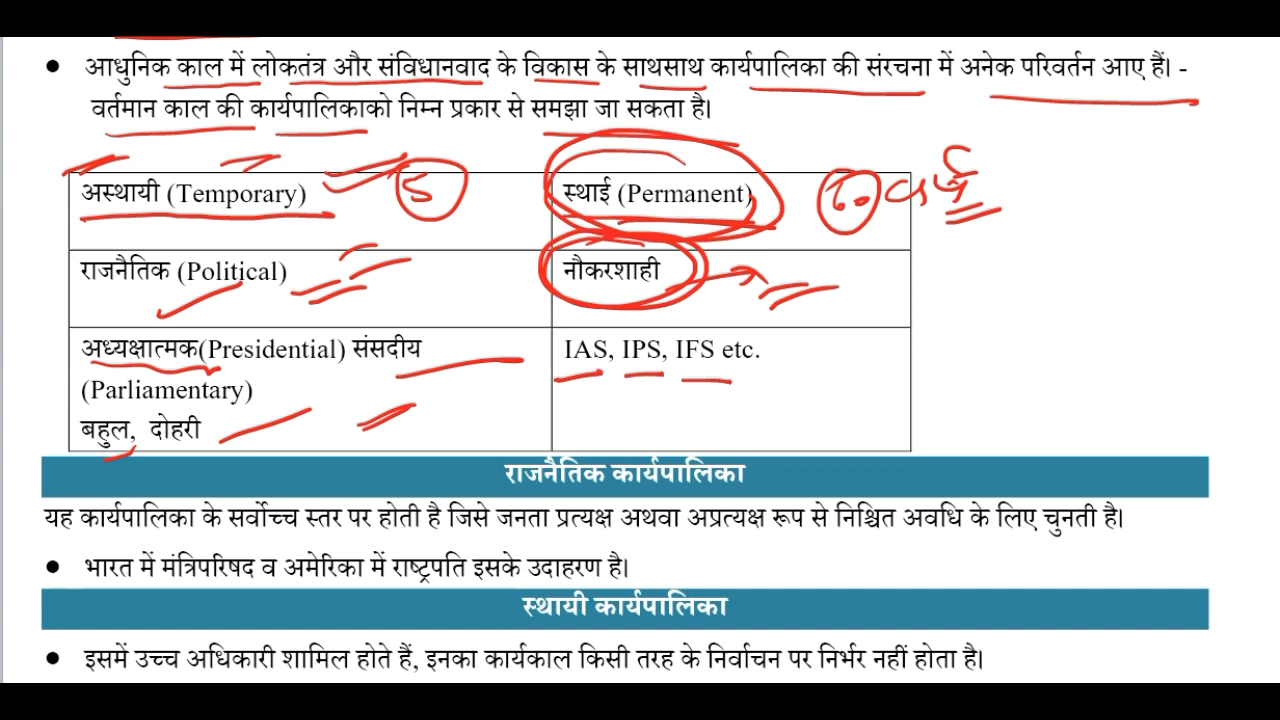 आधुनिक काल में लोकतंत्र और संविधानवाद के विकास के साथसाथ कार्यपालिका की संरचना में अनेक परिवर्तन आए हैं। -
वर्तमान काल की कार्यपालिकाको निम्न प्रकार से समझा जा सकता है।
अस्थायी (Temporary) 5 स्थाई (Permanent) वर्ष
राजनैतिक (Political) नौकरशाही
अध्यक्षात्मक(Presidential) संसदीय IAS, IPS, IFS etc.
(Parliamentary)
बहुल, दोहरी
राजनैतिक कार्यपालिका
यह कार्यपालिका के सर्वोच्च स्तर पर होती है जिसे जनता प्रत्यक्ष अथवा अप्रत्यक्ष रूप से निश्चित अवधि के लिए चुनती है।
भारत में मंत्रिपरिषद व अमेरिका में राष्ट्रपति इसके उदाहरण है।
स्थायी कार्यपालिका
इसमें उच्च अधिकारी शामिल होते हैं, इनका कार्यकाल किसी तरह के निर्वाचन पर निर्भर नहीं होता है।